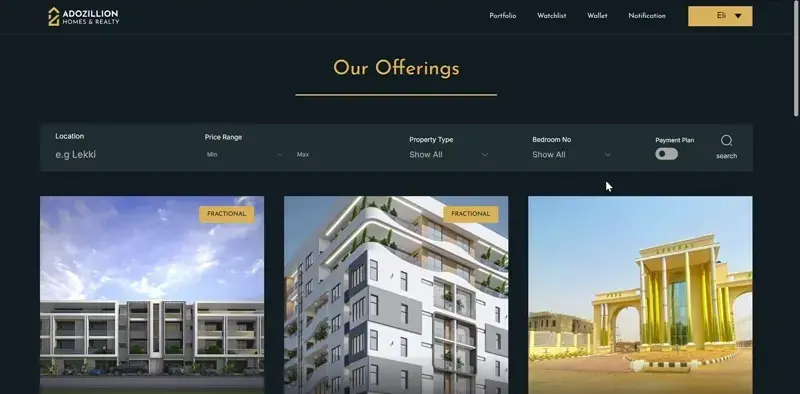 ADOZILLION
HOMES & REALTY
Portfolio
Watchlist
Wallet
Notification
Eli
Our Offerings
Location
e.g Lekki
Price Range
Min
Max
Property Type
Show All
Bedroom No
Show All
Payment Plan
search
FRACTIONAL
FRACTIONAL